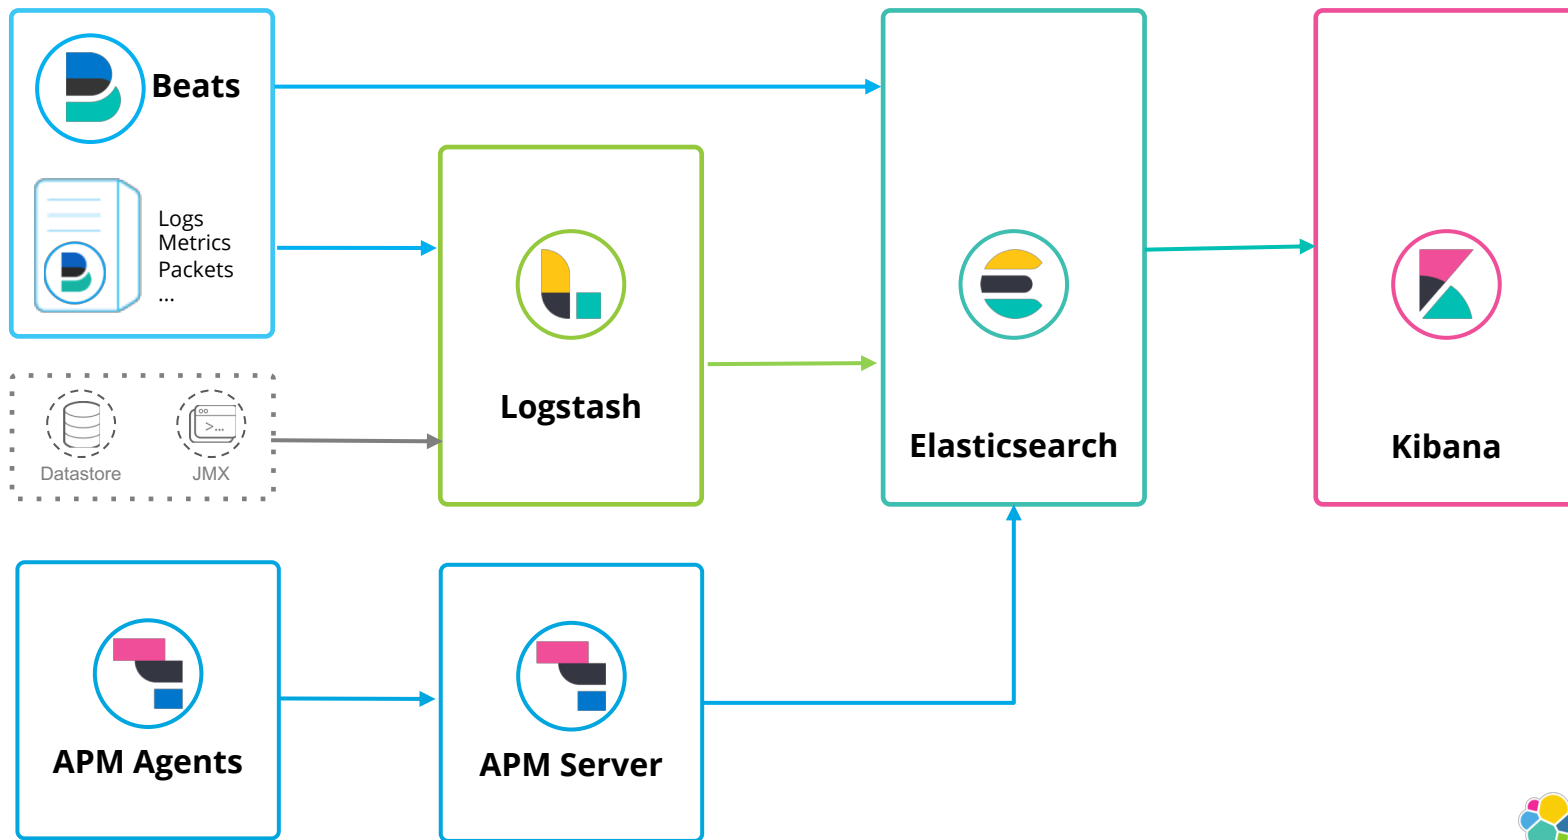 Beats
Logs
Metrics
Packets
...
Logstash
Elasticsearch
Kibana
>...
Datastore
JMX
APM Agents
APM Server